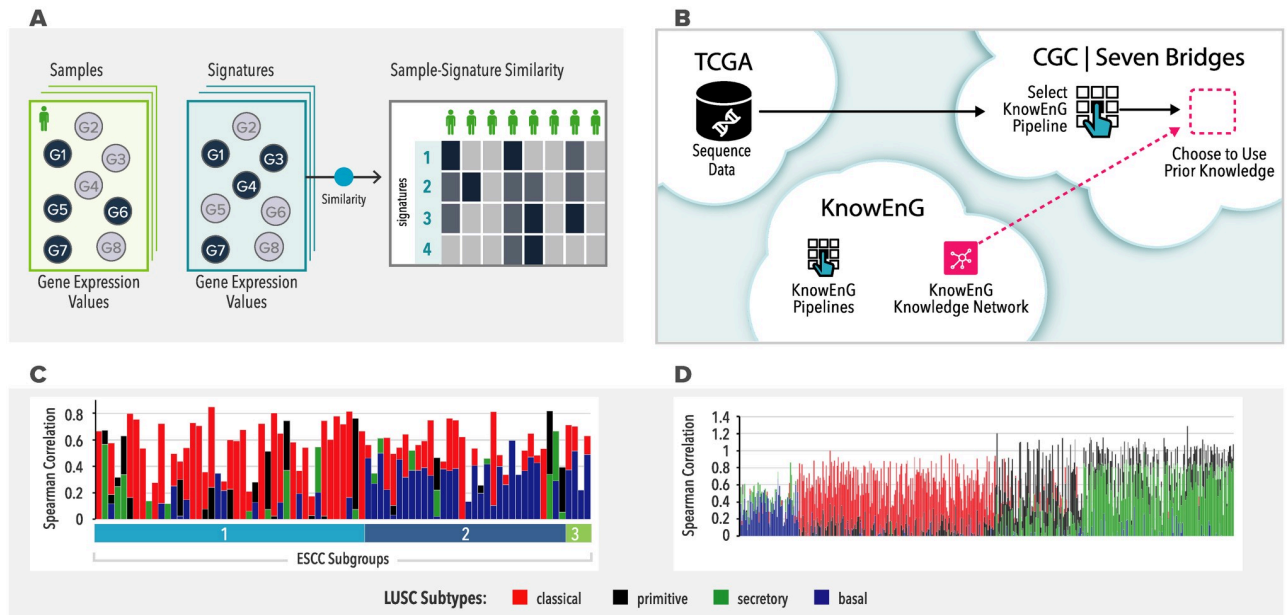 A
Samples
Signatures
Sample-Signature Similarity
G2
G1
G3
G4
G5
G6
G7
G8
Gene Expression
Values
G2
G1
G3
G4
G5
G6
G7
G8
Gene Expression
Values
Similarity
signatures
1
2
3
4
B
TCGA
Sequence
Data
CGC | Seven Bridges
Select
KnowEnG
Pipeline
Choose to Use
Prior Knowledge
KnowEnG
KnowEnG
Pipelines
KnowEnG
Knowledge Network
C
Spearman Correlation
0.8
0.6
0.4
0.2
0
1
2
3
ESCC Subgroups
D
Spearman Correlation
1.4
1.2
1
0.8
0.6
0.4
0.2
0
LUSC Subtypes: classical primitive secretory basal